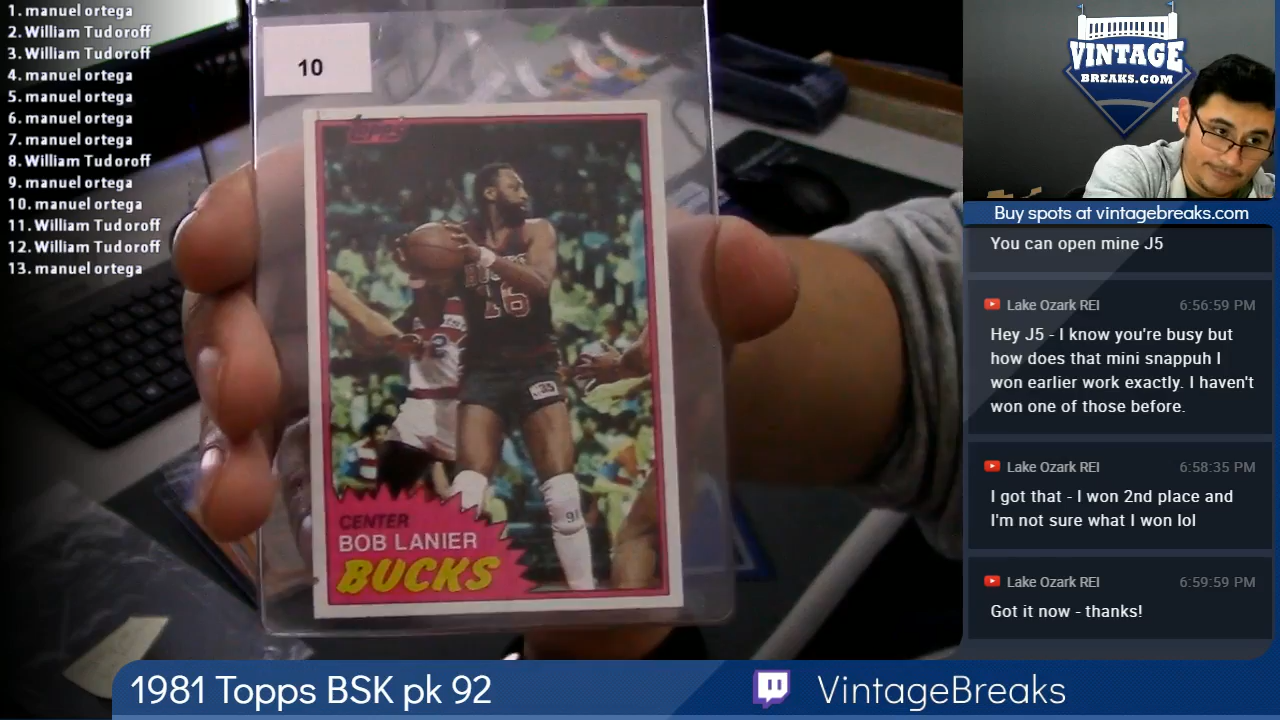 1. manuel ortega
2. William Tudoroff
3. William Tudoroff
4. manuel ortega
5. manuel ortega
6. manuel ortega
7. manuel ortega
8. William Tudoroff
9. manuel ortega
10. manuel ortega
11. William Tudoroff
12. William Tudoroff
13. manuel ortega
10
Topps
BUCKS
16
35
91
CENTER
BOB LANIER
BUCKS
VINTAGE
BREAKS.COM
Buy spots at vintagebreaks.com
You can open mine J5
Lake Ozark REI 6:56:59 PM
Hey J5 - I know you're busy but
how does that mini snappuh I
won earlier work exactly. I haven't
won one of those before.
Lake Ozark REI 6:58:35 PM
I got that - I won 2nd place and
I'm not sure what I won lol
Lake Ozark REI 6:59:59 PM
Got it now - thanks!
1981 Topps BSK pk 92
VintageBreaks